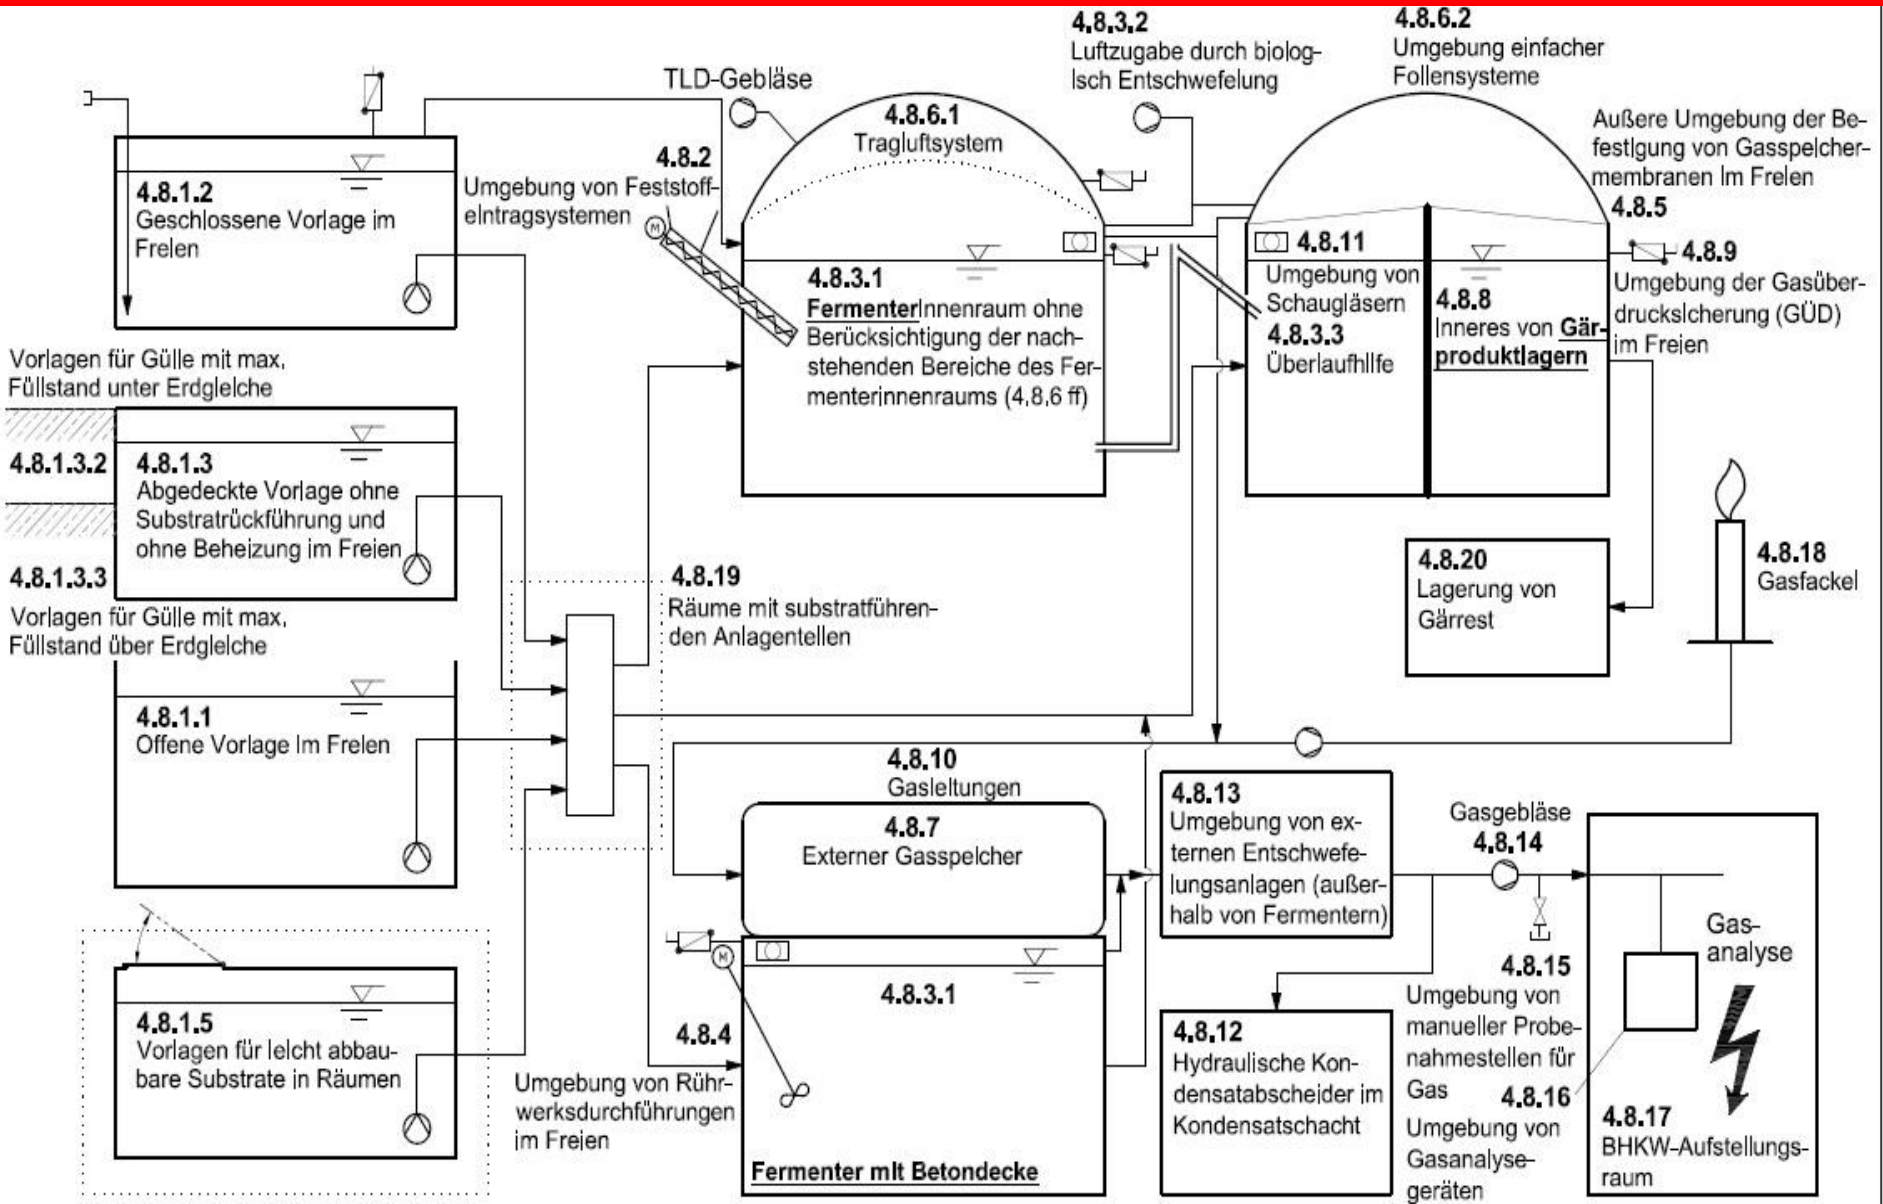 4.8.3.2
Luftzugabe durch biolog-
isch Entschwefelung
4.8.6.2
Umgebung einfacher
Foliensysteme
TLD-Gebläse
4.8.6.1
Tragluftsystem
Außere Umgebung der Be-
festigung von Gasspeicher-
membranen im Freien
4.8.5
4.8.2
Umgebung von Feststoff-
eintragsystemen
M
4.8.1.2
Geschlossene Vorlage im
Freien
4.8.3.1
Fermenterinnenraum ohne
Berücksichtigung der nach-
stehenden Bereiche des Fer-
menterinnenraums (4.8.6 ff)
4.8.11
Umgebung von
Schaugläsern
4.8.3.3
Überlaufhilfe
4.8.8
Inneres von Gär-
produktlagern
4.8.9
Umgebung der Gasüber-
drucksicherung (GÜD)
im Freien
Vorlagen für Gülle mit max.
Füllstand unter Erdgleiche
4.8.1.3.2
4.8.1.3
Abgedeckte Vorlage ohne
Substratrückführung und
ohne Beheizung im Freien
4.8.1.3.3
Vorlagen für Gülle mit max.
Füllstand über Erdgleiche
4.8.19
Räume mit substratführen-
den Anlagenteilen
4.8.20
Lagerung von
Gärrest
4.8.18
Gasfackel
4.8.1.1
Offene Vorlage im Freien
4.8.10
Gasleitungen
4.8.7
Externer Gasspeicher
4.8.13
Umgebung von ex-
ternen Entschwefe-
lungsanlagen (außer-
halb von Fermentern)
Gasgebläse
4.8.14
Gas-
analyse
4.8.15
Umgebung von
manueller Probe-
nahmestellen für
Gas
4.8.16
Umgebung von
Gasanalyse-
geräten
4.8.17
BHKW-Aufstellungs-
raum
4.8.1.5
Vorlagen für leicht abbau-
bare Substrate in Räumen
M
4.8.3.1
4.8.4
Umgebung von Rühr-
werksdurchführungen
im Freien
4.8.12
Hydraulische Kon-
densatabscheider im
Kondensatschacht
Fermenter mit Betondecke